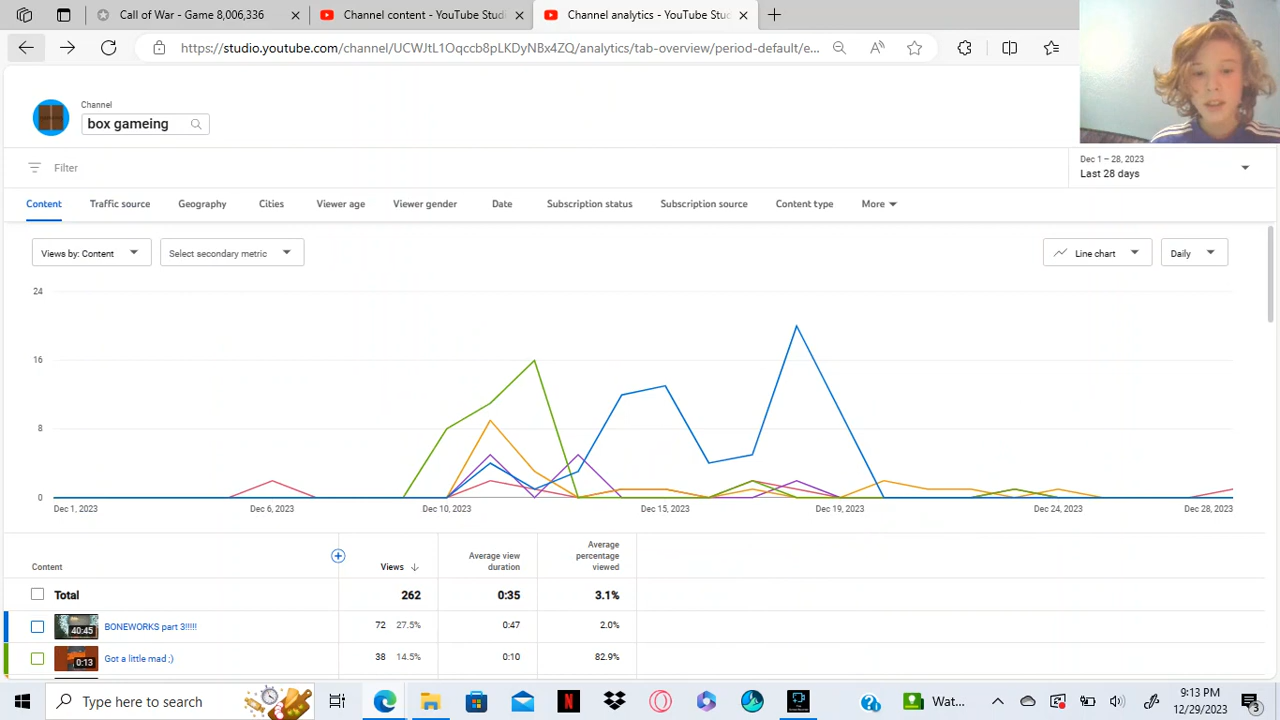 Call of War - Game 8,006,336
Content - YouTube Studi
Channel analytics - YouTube Stu
https://studio.youtube.com/channel/UCWJtL1Oqccb8pLKDyNBx4ZQ/analytics/tab-overview/period-default/e...
Channel
box gameing
Filter
Dec 1 – 28, 2023
Last 28 days
Content Traffic source Geography Cities Viewer age Viewer gender Date Subscription status Subscription source Content type More
Views by: Content Select secondary metric Line chart Daily
24
16
8
0
Dec 1, 2023 Dec 6, 2023 Dec 10, 2023 Dec 15, 2023 Dec 19, 2023 Dec 24, 2023 Dec 28, 2023
Content Views Average view duration Average percentage viewed
Total 262 0:35 3.1%
40:45 BONEWORKS part 3!!!!! 72 27.5% 0:47 2.0%
0:13 Got a little mad ;) 38 14.5% 0:10 82.9%
Type here to search
Wat...
9:13 PM
12/29/2023
3